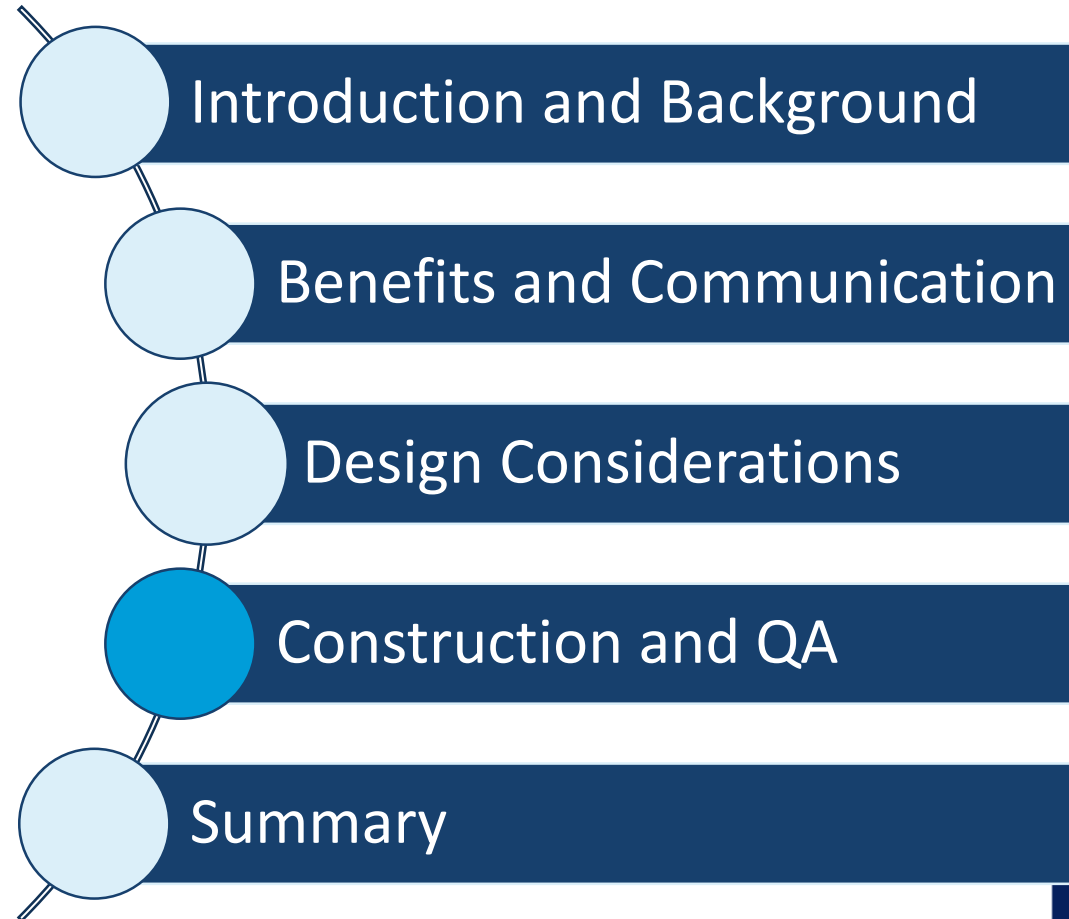 Introduction and Background
Benefits and Communication
Design Considerations
Construction and QA
Summary